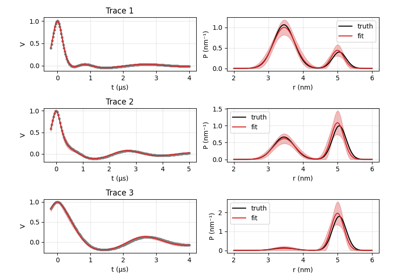 Trace 1
V
1.0
0.5
0.0
0 1 2 3 4
t (μs)
P (nm⁻¹)
1.0
0.5
0.0
truth
fit
2 3 4 5 6
r (nm)
Trace 2
V
1.0
0.5
0.0
0 1 2 3 4 5
t (μs)
P (nm⁻¹)
1.5
1.0
0.5
0.0
truth
fit
2 3 4 5 6
r (nm)
Trace 3
V
1.0
0.5
0.0
0 1 2 3 4
t (μs)
P (nm⁻¹)
2
1
0
truth
fit
2 3 4 5 6
r (nm)